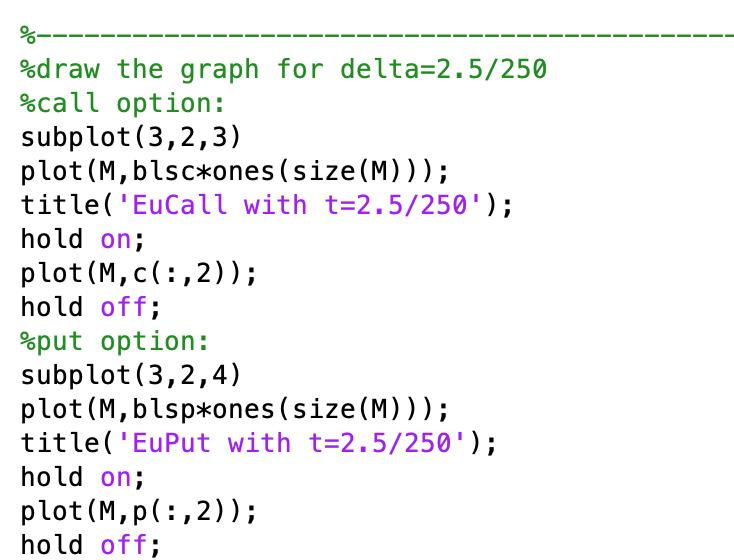 %--------------------------------------------
%draw the graph for delta=2.5/250
%call option:
subplot(3,2,3)
plot(M,blsc*ones(size(M)));
title('EuCall with t=2.5/250');
hold on;
plot(M,c(:,2));
hold off;
%put option:
subplot(3,2,4)
plot(M,blsp*ones(size(M)));
title('EuPut with t=2.5/250');
hold on;
plot(M,p(:,2));
hold off;